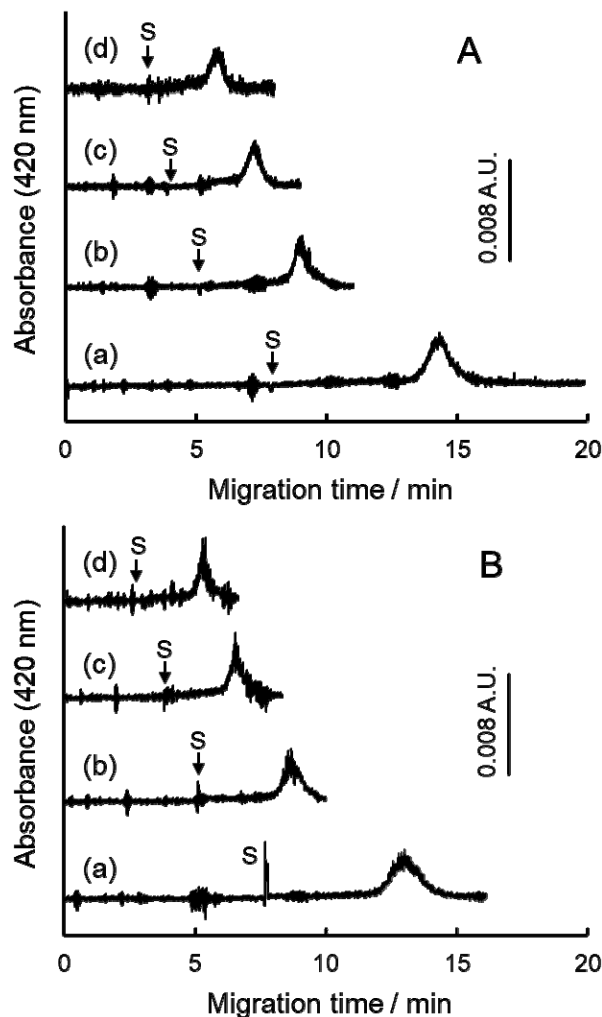 A
S
(d)
S
(c)
0.008 A.U.
S
(b)
S
(a)
Absorbance (420 nm)
0 5 10 15 20
Migration time / min
B
S
(d)
S
(c)
0.008 A.U.
S
(b)
S
(a)
Absorbance (420 nm)
0 5 10 15 20
Migration time / min